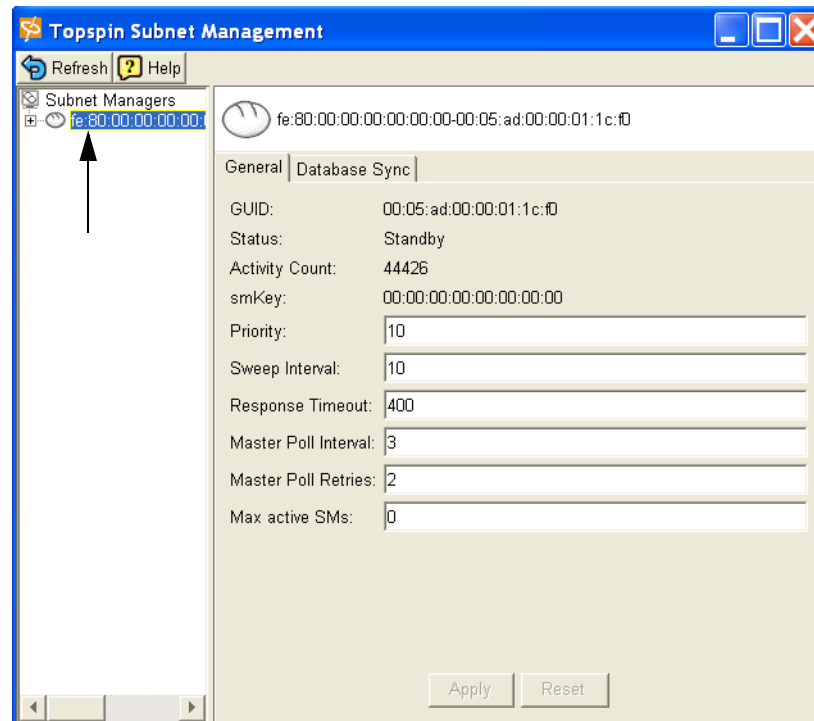 Topspin Subnet Management
Refresh Help
Subnet Managers
fe:80:00:00:00:00:
fe:80:00:00:00:00:00:00-00:05:ad:00:00:01:1c:f0
General Database Sync
GUID: 00:05:ad:00:00:01:1c:f0
Status: Standby
Activity Count: 44426
smKey: 00:00:00:00:00:00:00:00
Priority: 10
Sweep Interval: 10
Response Timeout: 400
Master Poll Interval: 3
Master Poll Retries: 2
Max active SMs: 0
Apply Reset